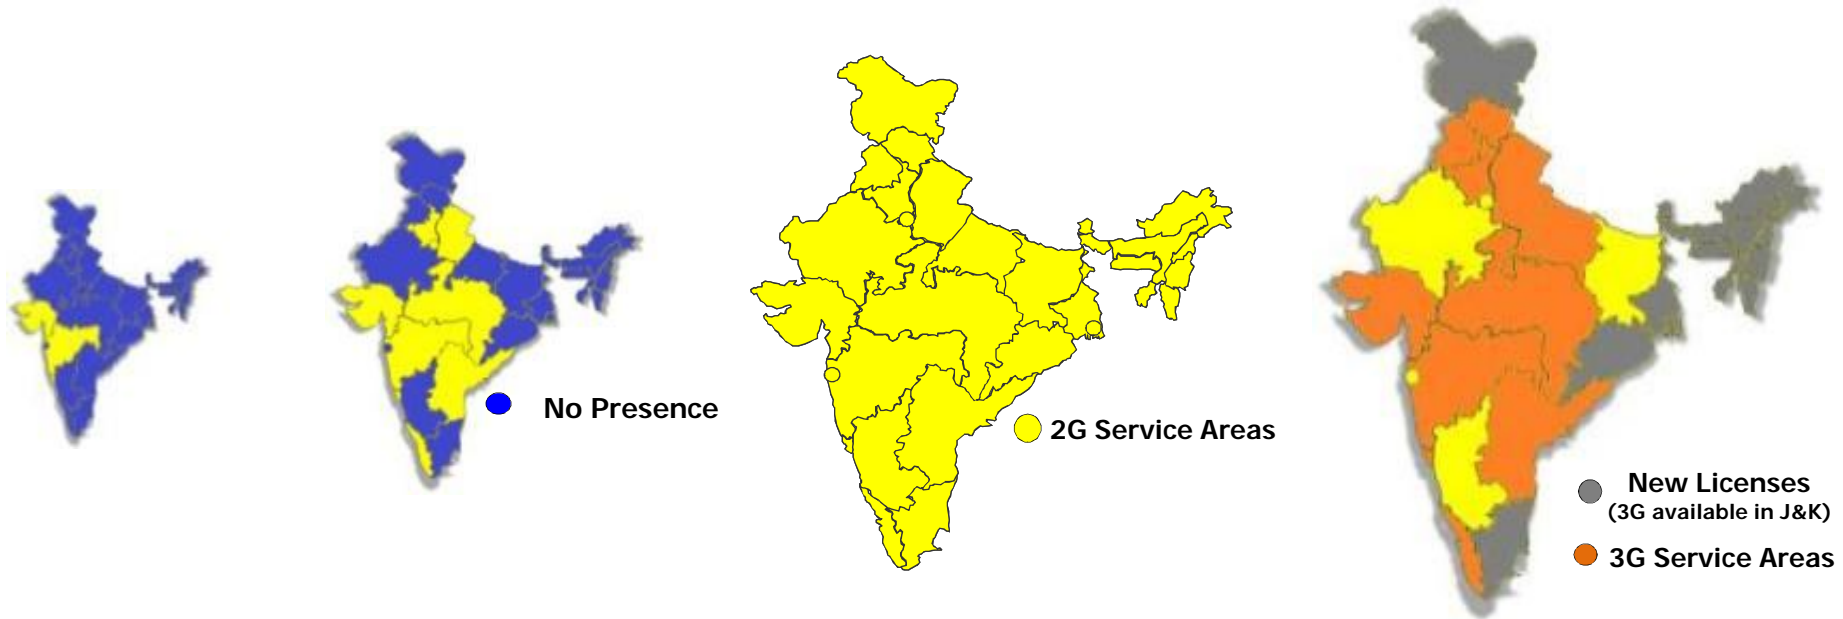 No Presence
2G Service Areas
New Licenses
(3G available in J&K)
3G Service Areas